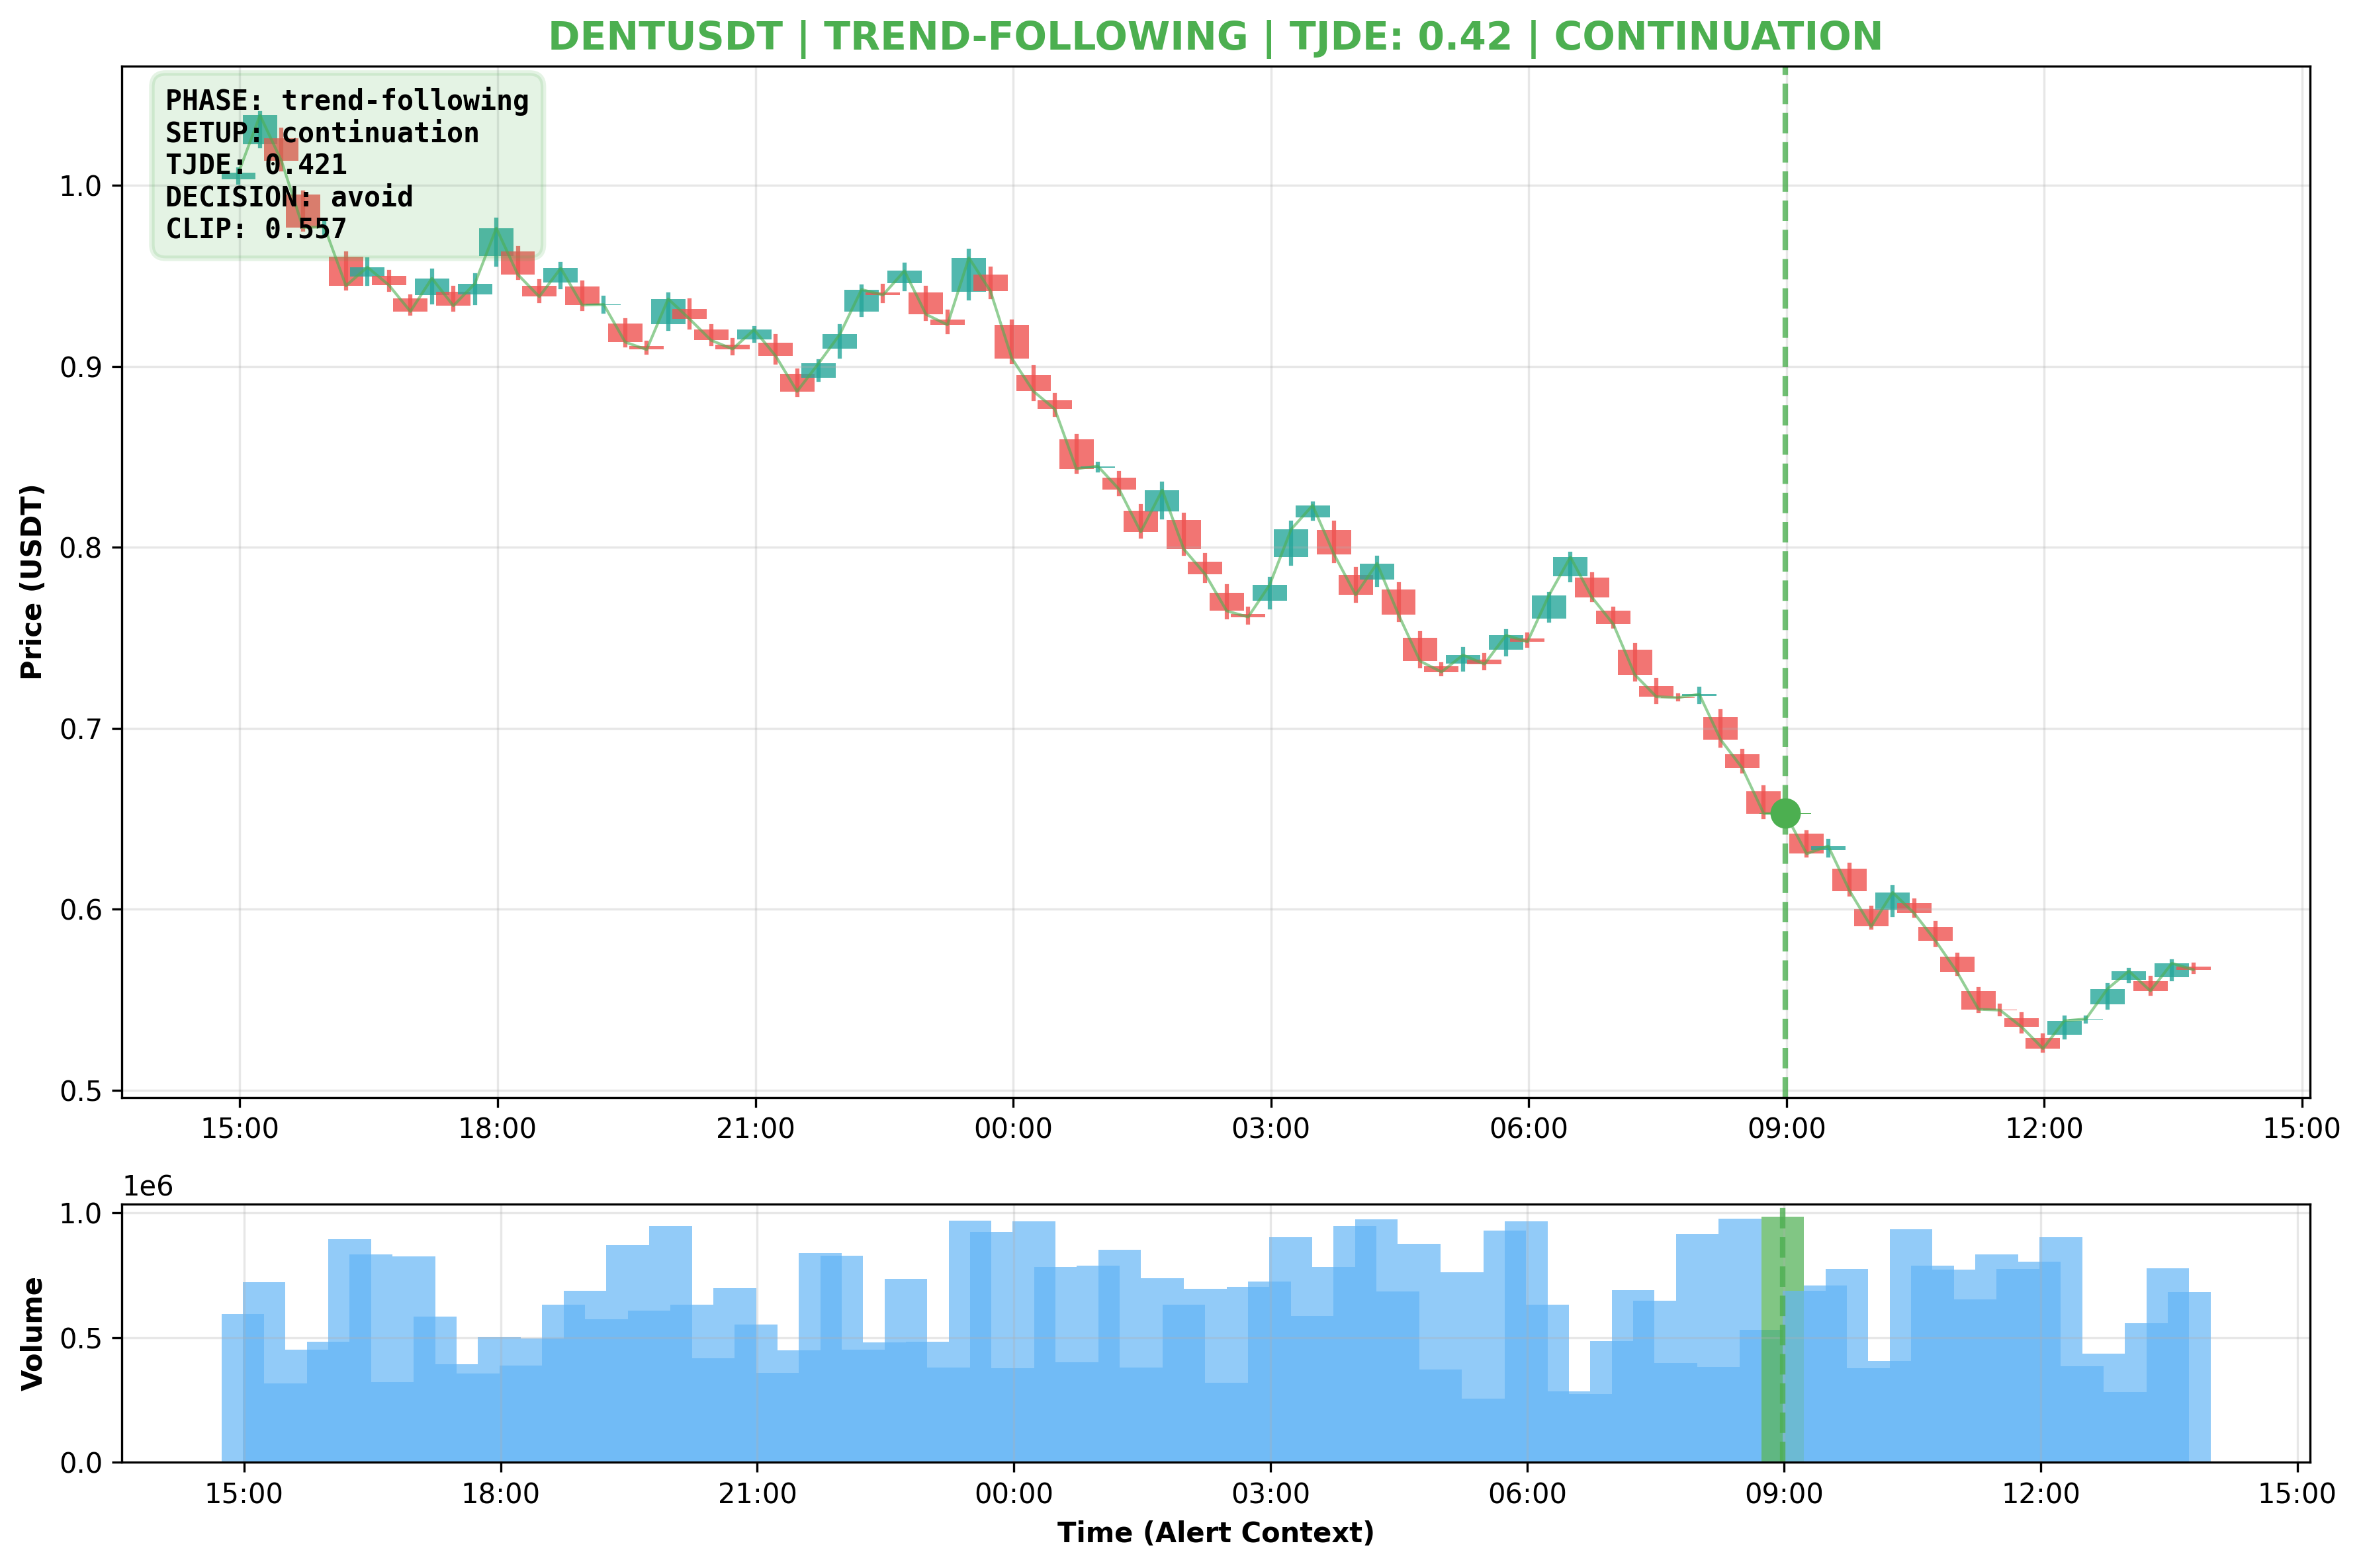 DENTUSDT | TREND-FOLLOWING | TJDE: 0.42 | CONTINUATION
PHASE: trend-following
SETUP: continuation
TJDE: 0.421
DECISION: avoid
CLIP: 0.557
Price (USDT)
1.0
0.9
0.8
0.7
0.6
0.5
15:00 18:00 21:00 00:00 03:00 06:00 09:00 12:00 15:00
1e6
Volume
1.0
0.5
0.0
15:00 18:00 21:00 00:00 03:00 06:00 09:00 12:00 15:00
Time (Alert Context)